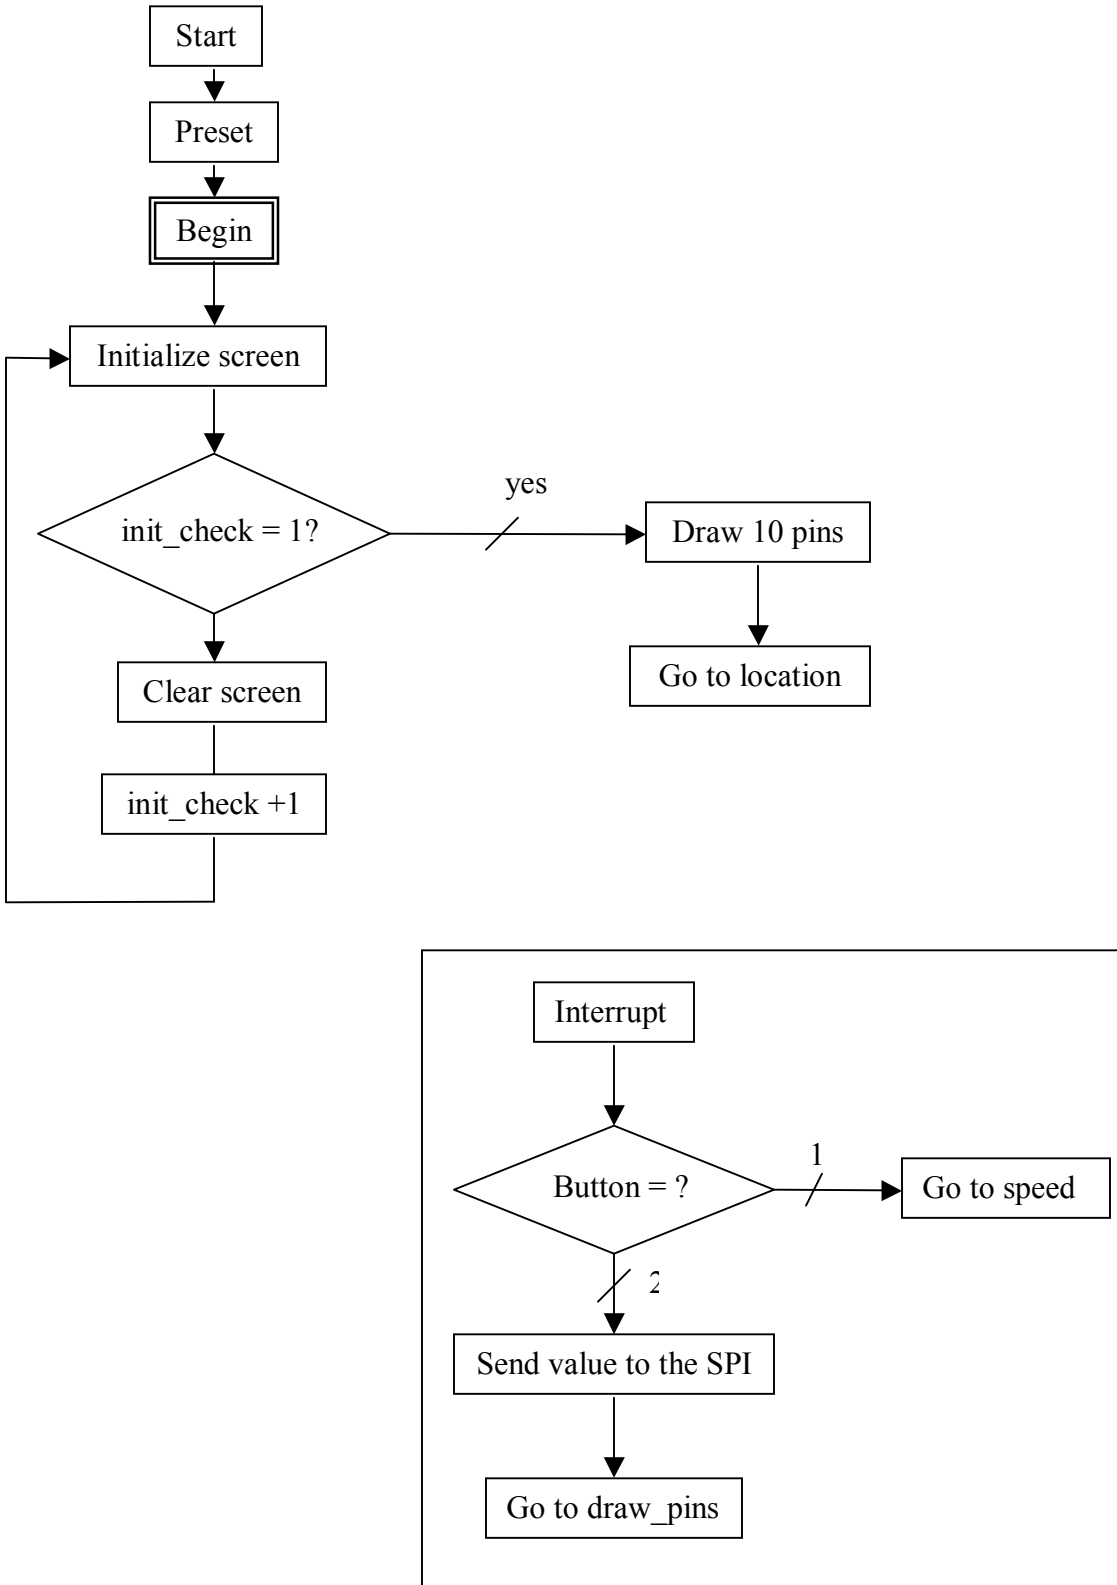 Start
Preset
Begin
Initialize screen
init_check = 1?
yes
Draw 10 pins
Go to location
Clear screen
init_check +1
Interrupt
Button = ?
1
Go to speed
2
Send value to the SPI
Go to draw_pins